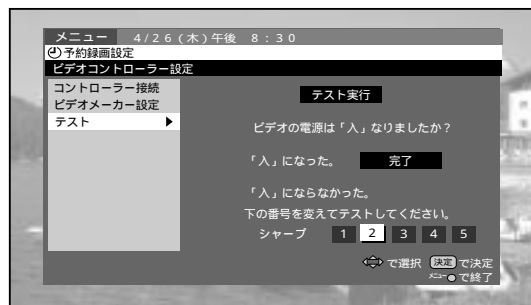 メニュー 4/26(木)午後 8:30
予約録画設定
ビデオコントローラー設定
コントローラー接続
ビデオメーカー設定
テスト
テスト実行
ビデオの電源は「入」なりましたか？
「入」になった。 完了
「入」にならなかった。
下の番号を変えてテストしてください。
シャープ 1 2 3 4 5
で選択 決定 で決定
メニュー で終了